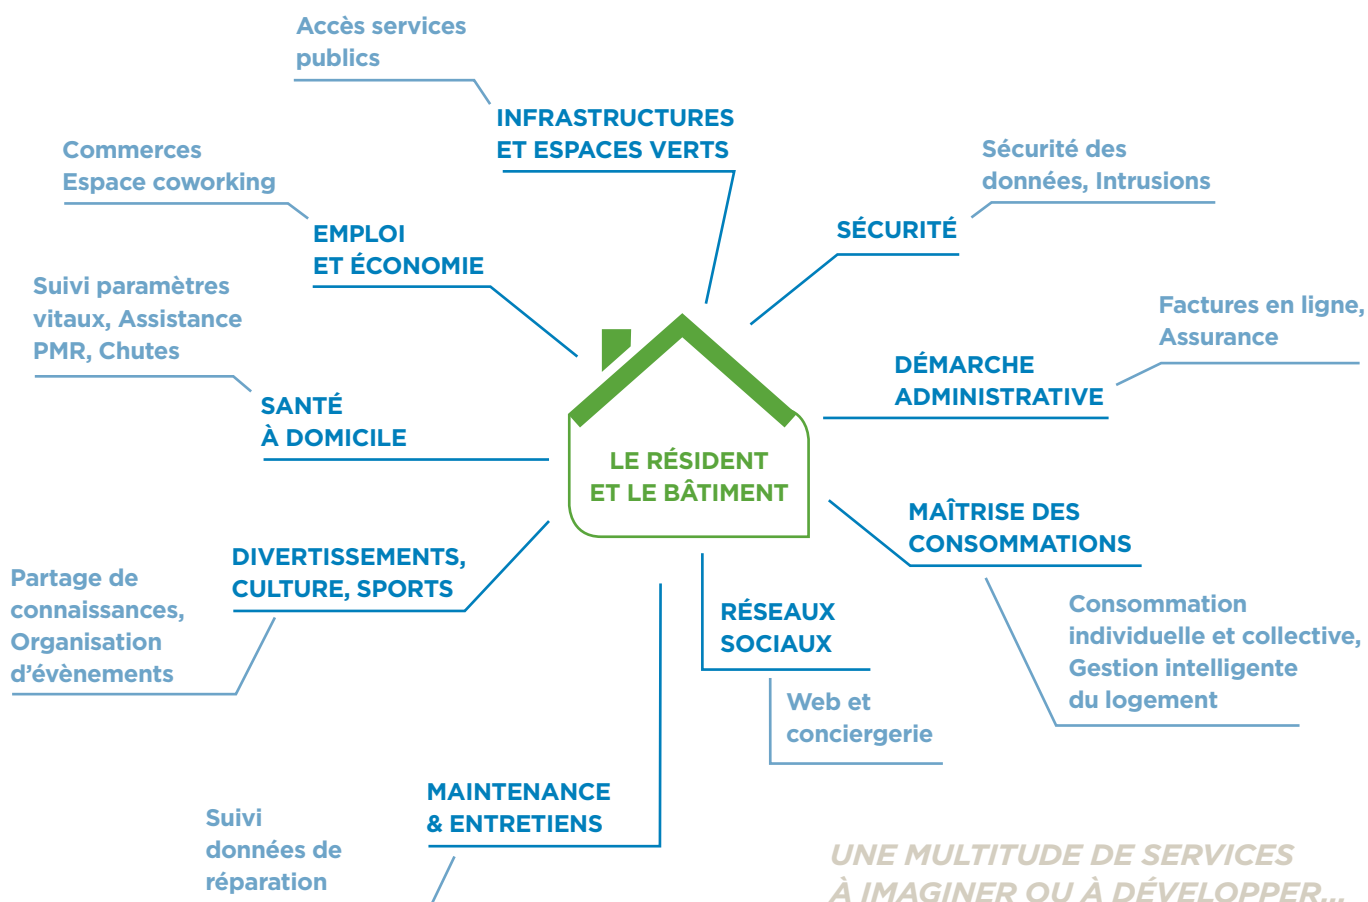 Accès services
publics
INFRASTRUCTURES
ET ESPACES VERTS
Commerces
Espace coworking
EMPLOI
ET ÉCONOMIE
Sécurité des
données, Intrusions
SÉCURITÉ
Suivi paramètres
vitaux, Assistance
PMR, Chutes
SANTÉ
À DOMICILE
Factures en ligne,
Assurance
DÉMARCHE
ADMINISTRATIVE
LE RÉSIDENT
ET LE BÂTIMENT
MAÎTRISE DES
CONSOMMATIONS
Consommation
individuelle et collective,
Gestion intelligente
du logement
DIVERTISSEMENTS,
CULTURE, SPORTS
Partage de
connaissances,
Organisation
d’évènements
RÉSEAUX
SOCIAUX
Web et
conciergerie
MAINTENANCE
& ENTRETIENS
Suivi
données de
réparation
UNE MULTITUDE DE SERVICES
À IMAGINER OU À DÉVELOPPER...